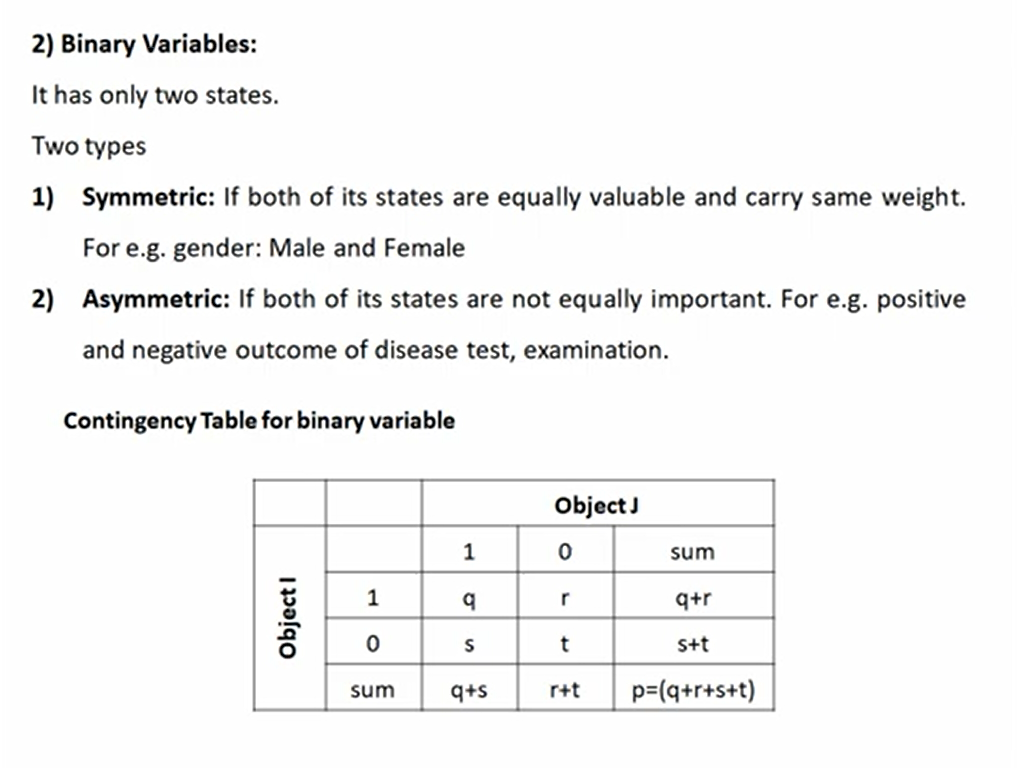 2) Binary Variables:
It has only two states.
Two types
1) Symmetric: If both of its states are equally valuable and carry same weight.
For e.g. gender: Male and Female
2) Asymmetric: If both of its states are not equally important. For e.g. positive
and negative outcome of disease test, examination.
Contingency Table for binary variable
Object J
1 0 sum
Object I
1 q r q+r
0 s t s+t
sum q+s r+t p=(q+r+s+t)